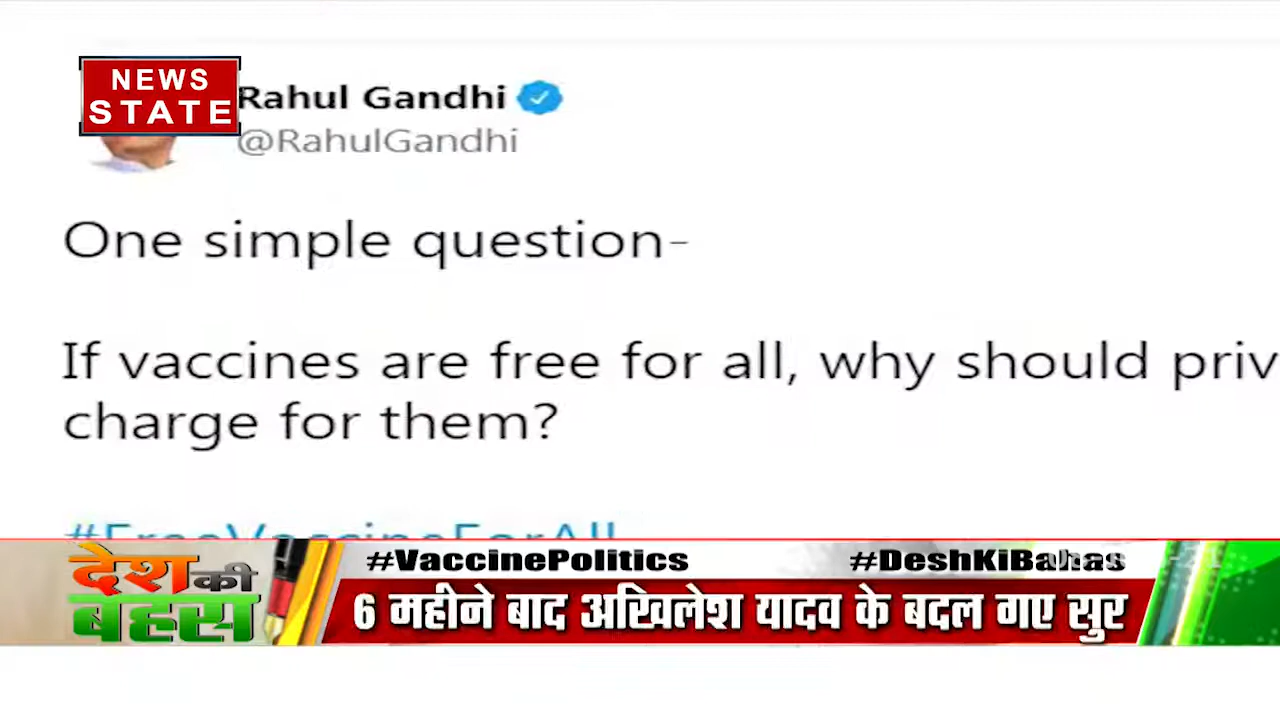 NEWS
STATE
Rahul Gandhi
@RahulGandhi
One simple question-
If vaccines are free for all, why should priv
charge for them?
#FreeVaccineForAll
देश की
बहस
#VaccinePolitics #DeshKiBahas
6 महीने बाद अखिलेश यादव के बदल गए सुर